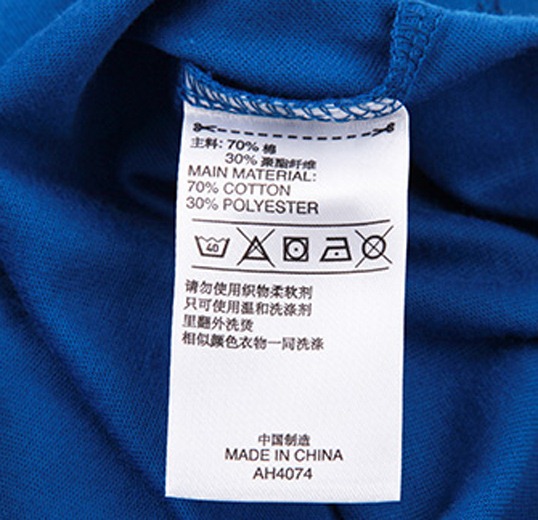 主料: 70% 棉
30% 聚酯纤维
MAIN MATERIAL:
70% COTTON
30% POLYESTER
40
请勿使用织物柔软剂
只可使用温和洗涤剂
里翻外洗烫
相似颜色衣物一同洗涤
中国制造
MADE IN CHINA
AH4074